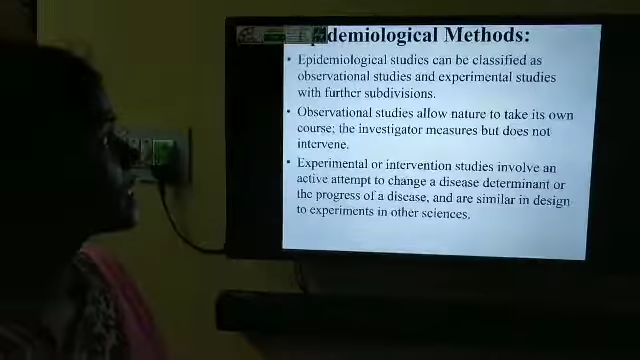 Epidemiological Methods:
• Epidemiological studies can be classified as
observational studies and experimental studies
with further subdivisions.
• Observational studies allow nature to take its own
course; the investigator measures but does not
intervene.
• Experimental or intervention studies involve an
active attempt to change a disease determinant or
the progress of a disease, and are similar in design
to experiments in other sciences.